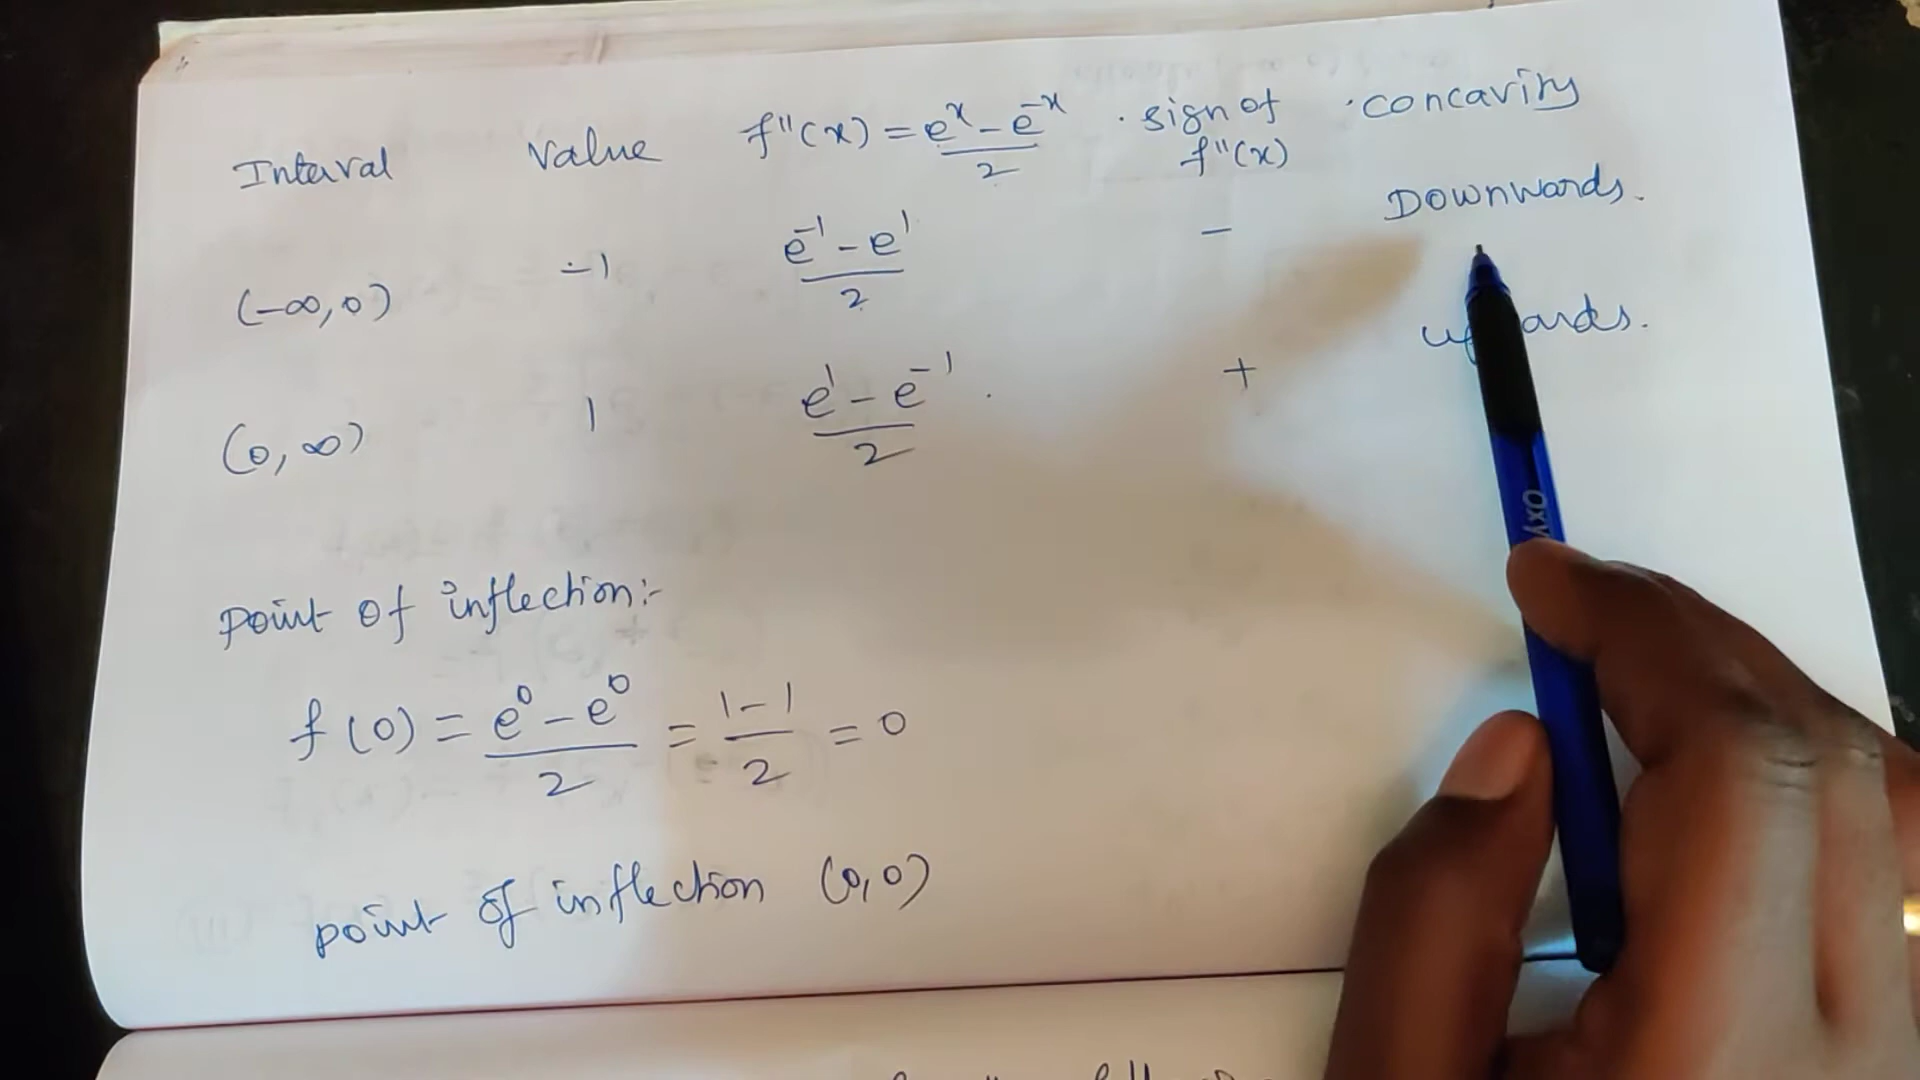 Interval Value f''(x) = e^x - e^-x / 2 . sign of f''(x) . concavity
(-∞, 0) -1 e^-1 - e^1 / 2 - Downwards.
(0, ∞) 1 e^1 - e^-1 / 2 . +
point of inflection:-
f(0) = e^0 - e^0 / 2 = 1-1 / 2 = 0
point of inflection (0,0)